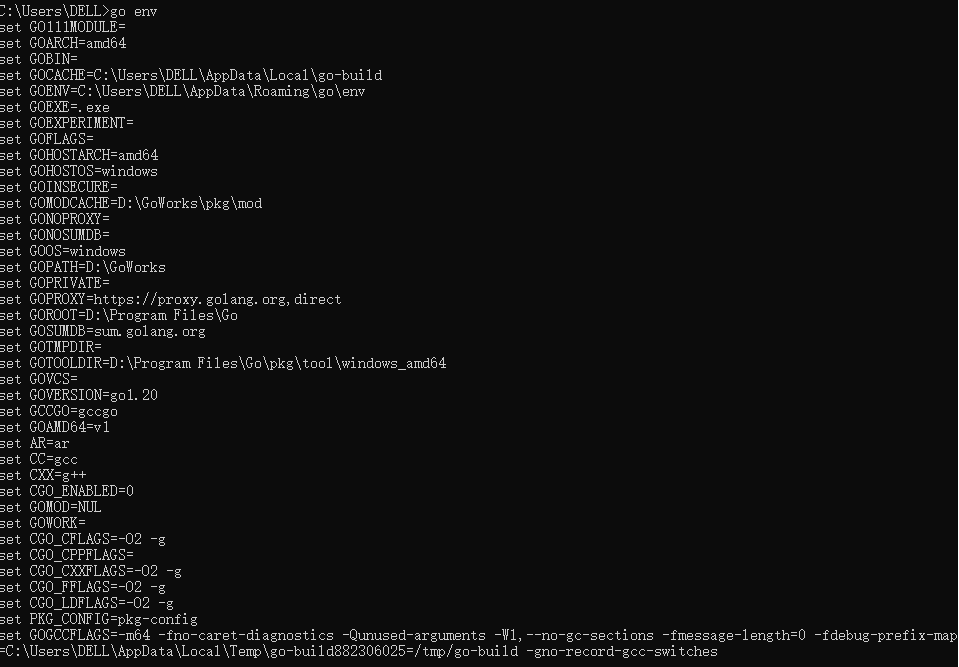 C:\Users\DELL>go env
set GO111MODULE=
set GOARCH=amd64
set GOBIN=
set GOCACHE=C:\Users\DELL\AppData\Local\go-build
set GOENV=C:\Users\DELL\AppData\Roaming\go\env
set GOEXE=.exe
set GOEXPERIMENT=
set GOFLAGS=
set GOHOSTARCH=amd64
set GOHOSTOS=windows
set GOINSECURE=
set GOMODCACHE=D:\GoWorks\pkg\mod
set GONOPROXY=
set GONOSUMDB=
set GOOS=windows
set GOPATH=D:\GoWorks
set GOPRIVATE=
set GOPROXY=https://proxy.golang.org,direct
set GOROOT=D:\Program Files\Go
set GOSUMDB=sum.golang.org
set GOTMPDIR=
set GOTOOLDIR=D:\Program Files\Go\pkg\tool\windows_amd64
set GOVCS=
set GOVERSION=go1.20
set GCCGO=gccgo
set GOAMD64=v1
set AR=ar
set CC=gcc
set CXX=g++
set CGO_ENABLED=0
set GOMOD=NUL
set GOWORK=
set CGO_CFLAGS=-O2 -g
set CGO_CPPFLAGS=
set CGO_CXXFLAGS=-O2 -g
set CGO_FFLAGS=-O2 -g
set CGO_LDFLAGS=-O2 -g
set PKG_CONFIG=pkg-config
set GOGCCFLAGS=-m64 -fno-caret-diagnostics -Qunused-arguments -Wl,--no-gc-sections -fmessage-length=0 -fdebug-prefix-map
=C:\Users\DELL\AppData\Local\Temp\go-build882306025=/tmp/go-build -gno-record-gcc-switches